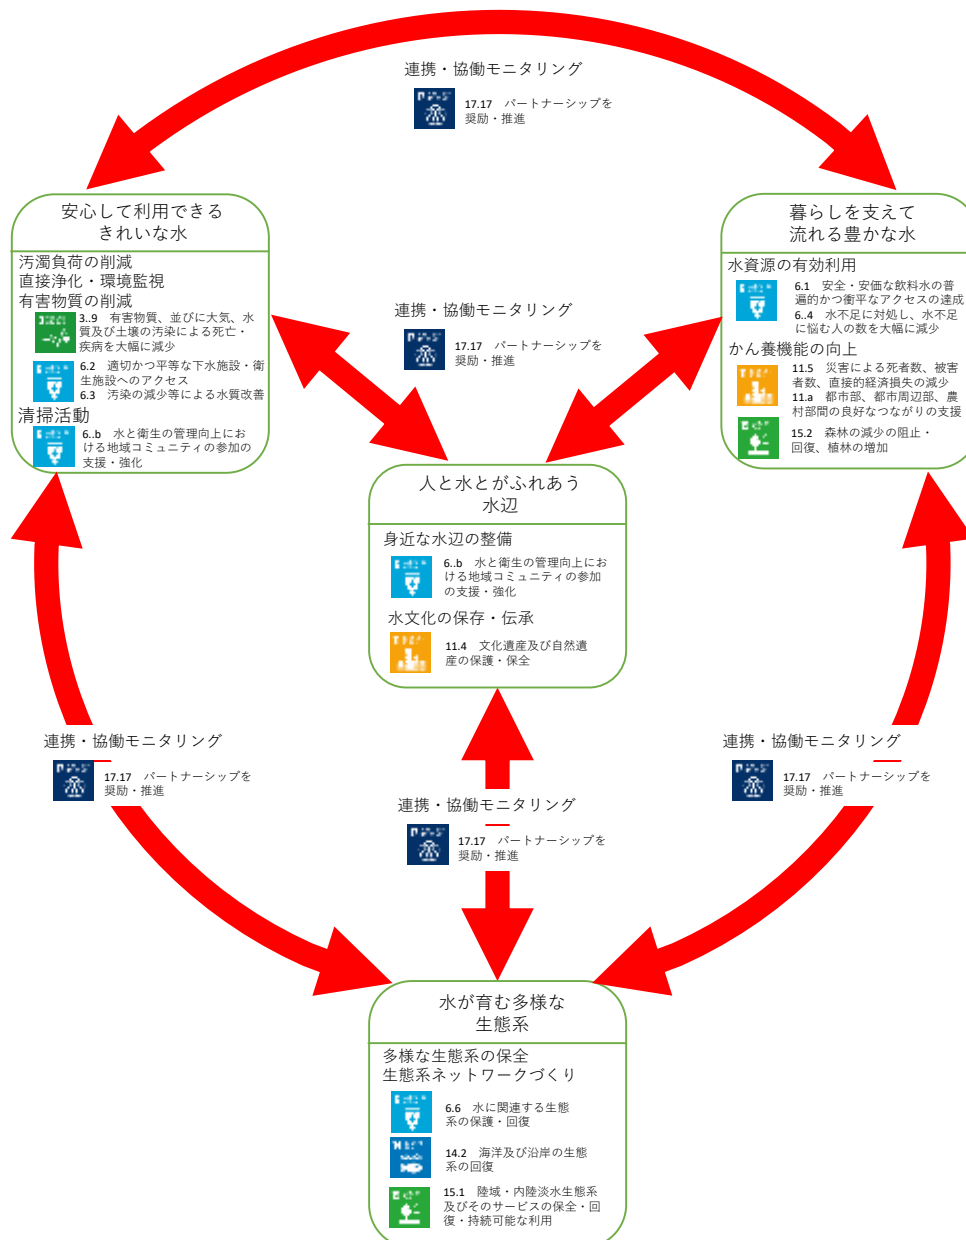 連携・協働モニタリング
17.17　パートナーシップを
奨励・推進
安心して利用できる
きれいな水
汚濁負荷の削減
直接浄化・環境監視
有害物質の削減
3..9　有害物質、並びに大気、水
質及び土壌の汚染による死亡・
疾病を大幅に減少
6.2　適切かつ平等な下水施設・衛
生施設へのアクセス
6.3　汚染の減少等による水質改善
清掃活動
6..b　水と衛生の管理向上にお
ける地域コミュニティの参加の
支援・強化
暮らしを支えて
流れる豊かな水
水資源の有効利用
6.1　安全・安価な飲料水の普
遍的かつ衡平なアクセスの達成
6..4　水不足に対処し、水不足
に悩む人の数を大幅に減少
かん養機能の向上
11.5　災害による死者数、被害
者数、直接的経済損失の減少
11.a　都市部、都市周辺部、農
村部間の良好なつながりの支援
15.2　森林の減少の阻止・
回復、植林の増加
連携・協働モニタリング
17.17　パートナーシップを
奨励・推進
人と水とがふれあう
水辺
身近な水辺の整備
6..b　水と衛生の管理向上にお
ける地域コミュニティの参加
の支援・強化
水文化の保存・伝承
11.4　文化遺産及び自然遺
産の保護・保全
連携・協働モニタリング
17.17　パートナーシップを
奨励・推進
連携・協働モニタリング
17.17　パートナーシップを
奨励・推進
連携・協働モニタリング
17.17　パートナーシップを
奨励・推進
水が育む多様な
生態系
多様な生態系の保全
生態系ネットワークづくり
6.6　水に関連する生態
系の保護・回復
14.2　海洋及び沿岸の生態
系の回復
15.1　陸域・内陸淡水生態系
及びそのサービスの保全・回
復・持続可能な利用